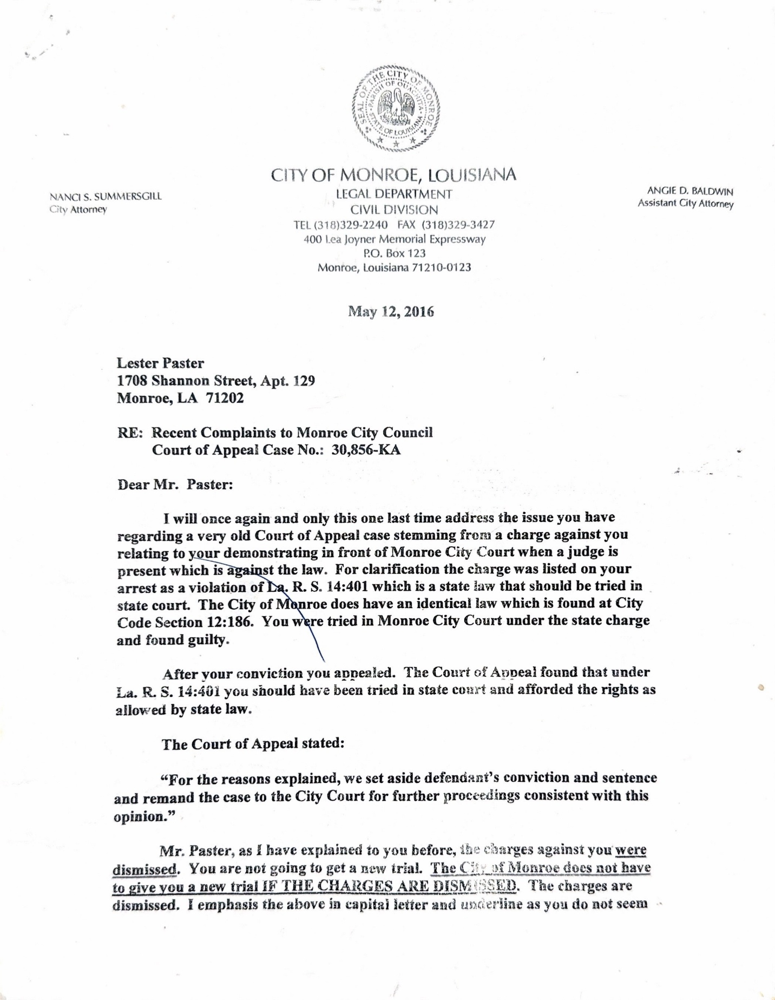 SEAL OF THE CITY OF MONROE
PARISH OF OUACHITA
STATE OF LOUISIANA
CITY OF MONROE, LOUISIANA
NANCI S. SUMMERSGILL
City Attorney
LEGAL DEPARTMENT
CIVIL DIVISION
ANGIE D. BALDWIN
Assistant City Attorney
TEL (318)329-2240 FAX (318)329-3427
400 Lea Joyner Memorial Expressway
P.O. Box 123
Monroe, Louisiana 71210-0123
May 12, 2016
Lester Paster
1708 Shannon Street, Apt. 129
Monroe, LA 71202
RE: Recent Complaints to Monroe City Council
Court of Appeal Case No.: 30,856-KA
Dear Mr. Paster:
I will once again and only this one last time address the issue you have
regarding a very old Court of Appeal case stemming from a charge against you
relating to your demonstrating in front of Monroe City Court when a judge is
present which is against the law. For clarification the charge was listed on your
arrest as a violation of La. R. S. 14:401 which is a state law that should be tried in
state court. The City of Monroe does have an identical law which is found at City
Code Section 12:186. You were tried in Monroe City Court under the state charge
and found guilty.
After your conviction you appealed. The Court of Appeal found that under
La. R. S. 14:401 you should have been tried in state court and afforded the rights as
allowed by state law.
The Court of Appeal stated:
“For the reasons explained, we set aside defendant’s conviction and sentence
and remand the case to the City Court for further proceedings consistent with this
opinion.”
Mr. Paster, as I have explained to you before, the charges against you were
dismissed. You are not going to get a new trial. The City of Monroe does not have
to give you a new trial IF THE CHARGES ARE DISMISSED. The charges are
dismissed. I emphasis the above in capital letter and underline as you do not seem